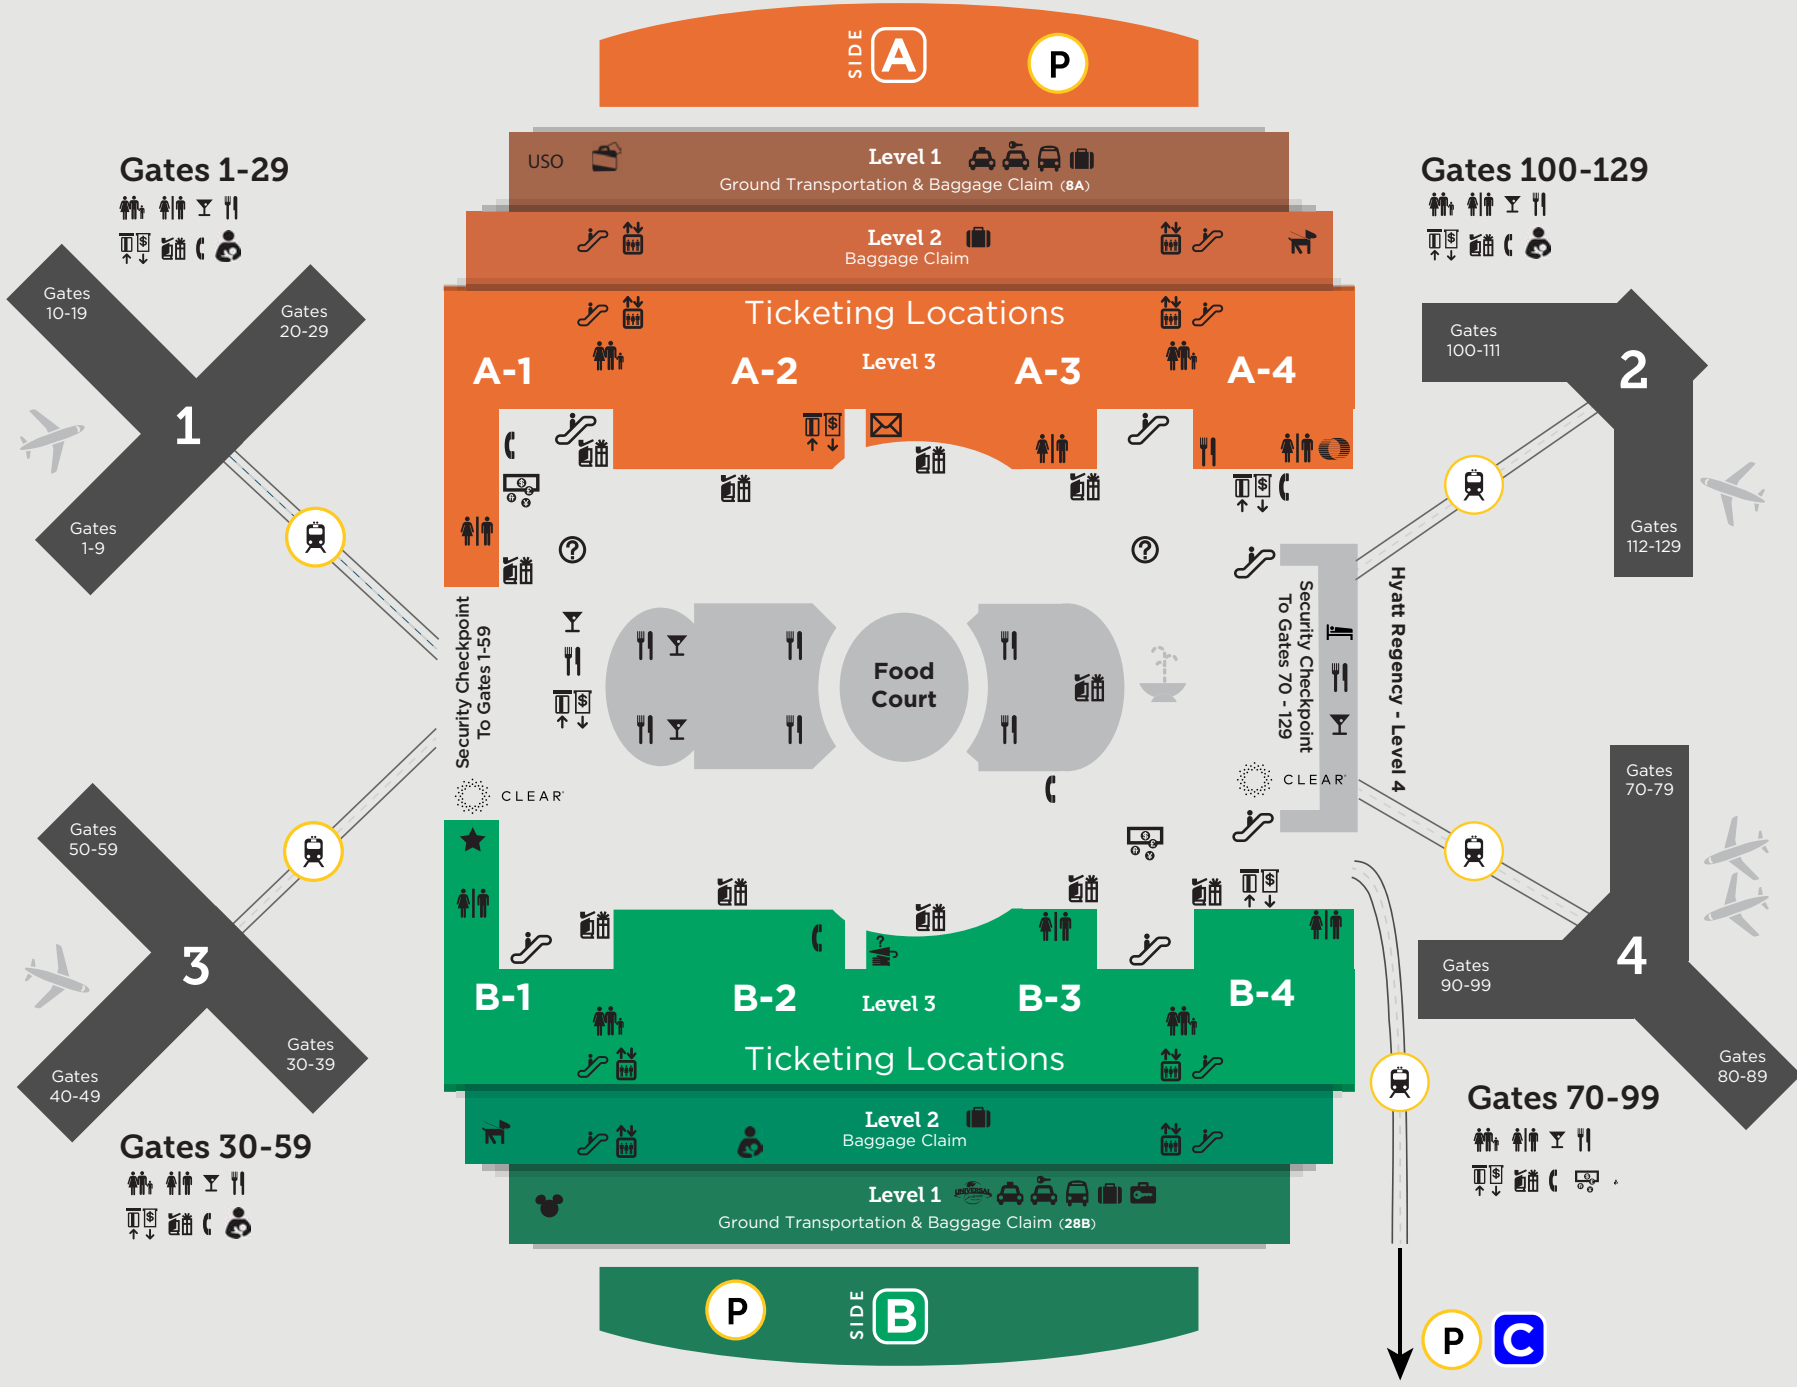 SIDE A
P
USO
Level 1
Ground Transportation & Baggage Claim (8A)
Level 2
Baggage Claim
Ticketing Locations
Level 3
A-1
A-2
A-3
A-4
Gates 1-29
Gates
10-19
Gates
20-29
1
Gates
1-9
Gates 100-129
Gates
100-111
2
Gates
112-129
Security Checkpoint
To Gates 1-59
CLEAR
Food
Court
Security Checkpoint
To Gates 70 - 129
CLEAR
Hyatt Regency - Level 4
Gates
50-59
3
Gates
30-39
Gates
40-49
Gates 30-59
Gates
70-79
4
Gates
90-99
Gates
80-89
Gates 70-99
B-1
B-2
B-3
B-4
Level 3
Ticketing Locations
Level 2
Baggage Claim
Level 1
UNIVERSAL
Ground Transportation & Baggage Claim (28B)
P
SIDE B
P
C